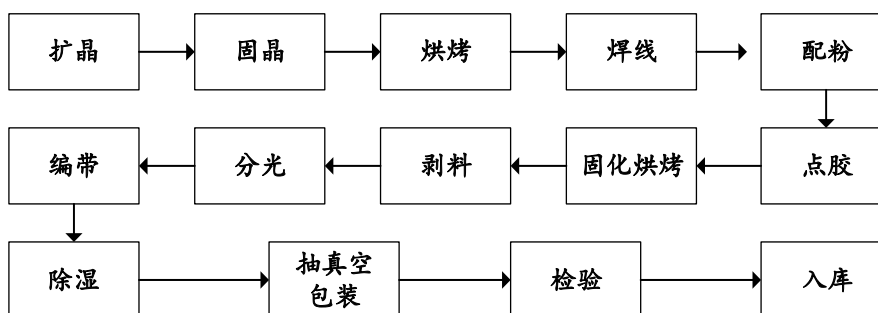 扩晶
固晶
烘烤
焊线
配粉
点胶
固化烘烤
剥料
分光
编带
除湿
抽真空
包装
检验
入库